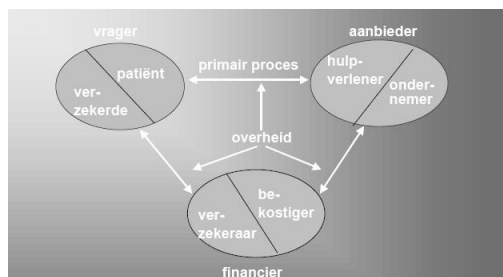 vrager
aanbieder
patiënt
ver-
zekerde
primair proces
hulp-
verlener
onder-
nemer
overheid
ver-
zekeraar
be-
kostiger
financier